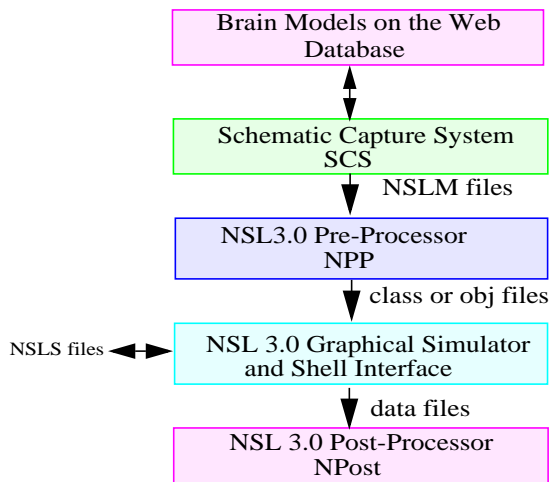 Brain Models on the Web
Database
Schematic Capture System
SCS
NSLM files
NSL3.0 Pre-Processor
NPP
class or obj files
NSLS files
NSL 3.0 Graphical Simulator
and Shell Interface
data files
NSL 3.0 Post-Processor
NPost